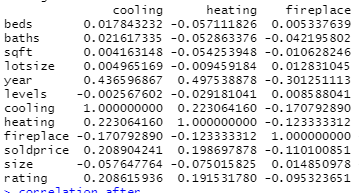 cooling heating fireplace
beds 0.017843232 -0.057111826 0.005337639
baths 0.021617335 -0.052863376 -0.042195802
sqft 0.004163148 -0.054253948 -0.010628246
lotsize 0.004965169 -0.009459184 0.012831045
year 0.436596867 0.497538878 -0.301251113
levels -0.002567602 -0.029181041 0.008588041
cooling 1.000000000 0.223064160 -0.170792890
heating 0.223064160 1.000000000 -0.123333312
fireplace -0.170792890 -0.123333312 1.000000000
soldprice 0.208904241 0.198697878 -0.110100851
size -0.057647764 -0.075015825 0.014850978
rating 0.208615936 0.191531780 -0.095323651
> correlation after